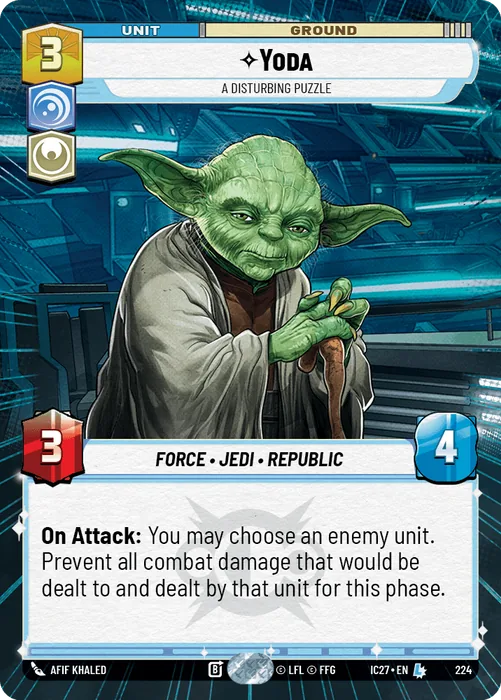 3
UNIT
GROUND
✧YODA
A DISTURBING PUZZLE
3
FORCE • JEDI • REPUBLIC
4
On Attack: You may choose an enemy unit.
Prevent all combat damage that would be
dealt to and dealt by that unit for this phase.
AFIF KHALED
B
© LFL © FFG
IC27 • EN
224